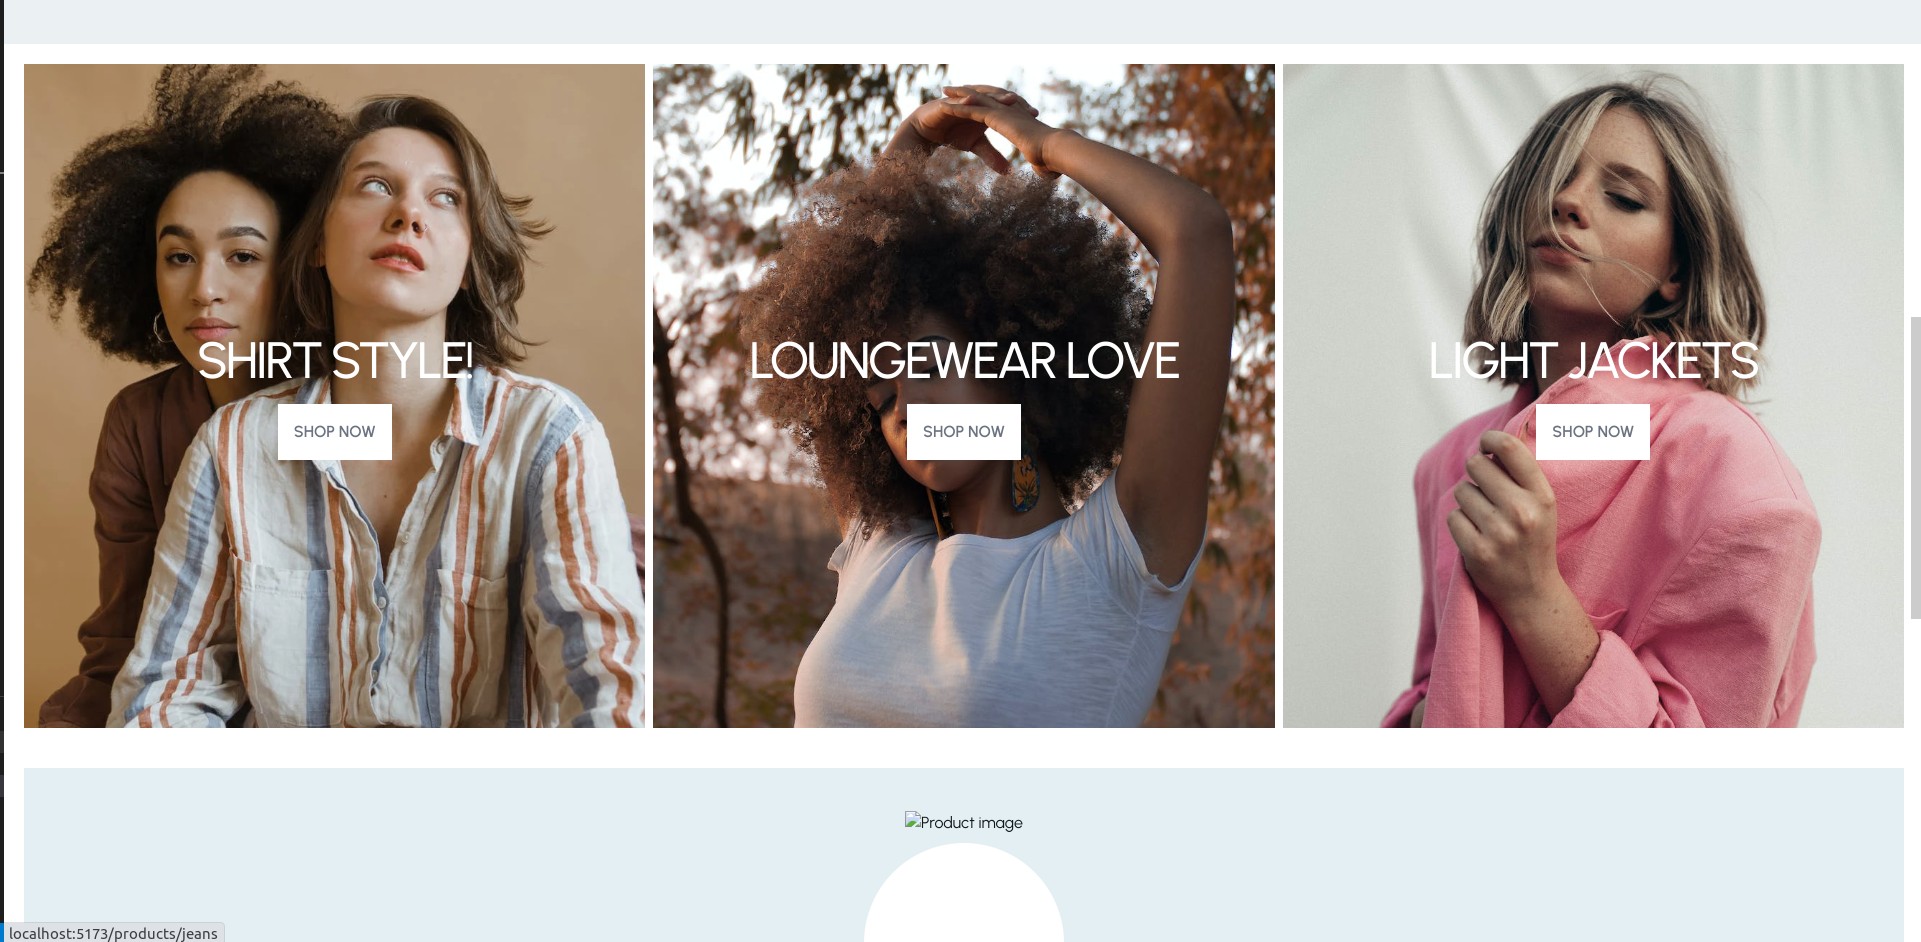 SHIRT STYLE!
SHOP NOW
LOUNGEWEAR LOVE
SHOP NOW
LIGHT JACKETS
SHOP NOW
Product image
localhost:5173/products/jeans